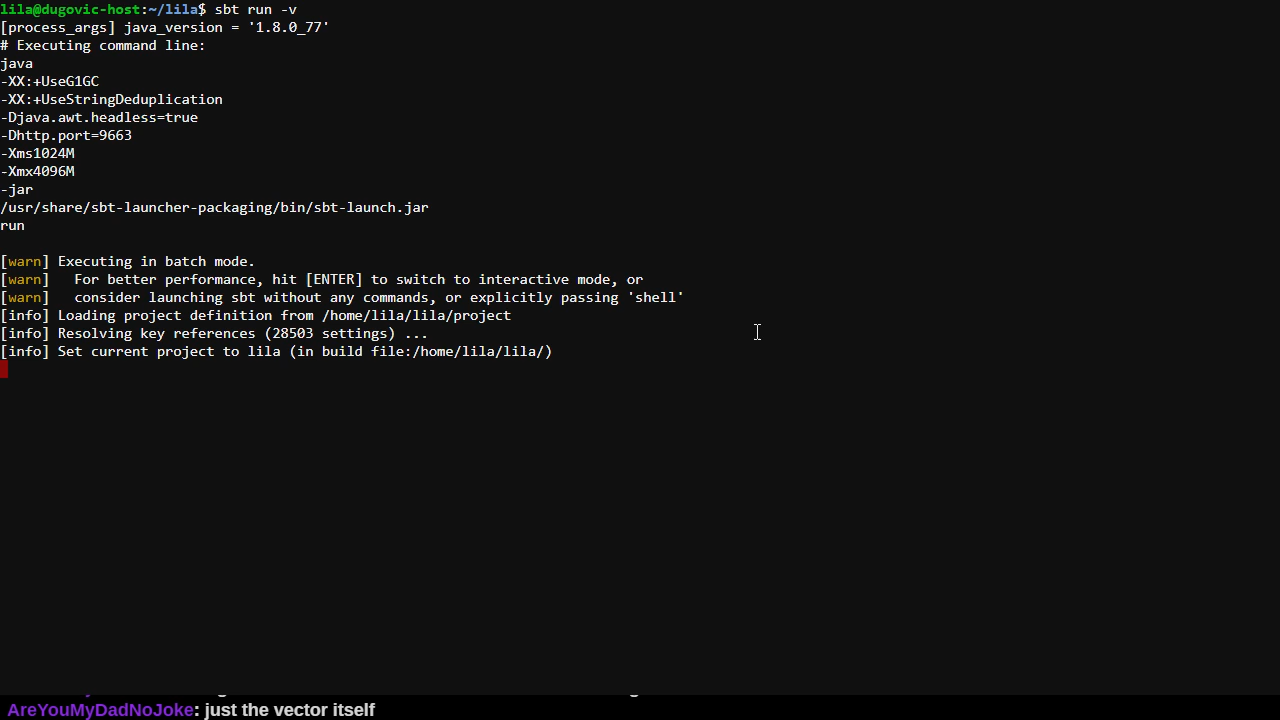 lila@dugovic-host:~/lila$ sbt run -v
[process_args] java_version = '1.8.0_77'
# Executing command line:
java
-XX:+UseG1GC
-XX:+UseStringDeduplication
-Djava.awt.headless=true
-Dhttp.port=9663
-Xms1024M
-Xmx4096M
-jar
/usr/share/sbt-launcher-packaging/bin/sbt-launch.jar
run
[warn] Executing in batch mode.
[warn]   For better performance, hit [ENTER] to switch to interactive mode, or
[warn]   consider launching sbt without any commands, or explicitly passing 'shell'
[info] Loading project definition from /home/lila/lila/project
[info] Resolving key references (28503 settings) ...
[info] Set current project to lila (in build file:/home/lila/lila/)
AreYouMyDadNoJoke: just the vector itself